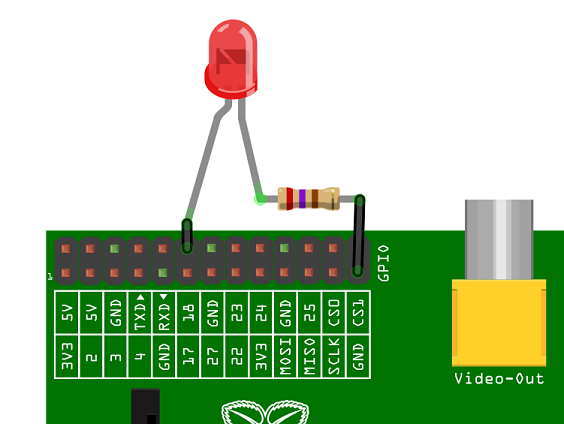 GPIO
1
5V 5V GND TXD▶ RXD◀ 18 GND 23 24 GND 25 CS0 CS1
3V3 2 3 4 GND 17 27 22 3V3 MOSI MISO SCLK GND
Video-Out